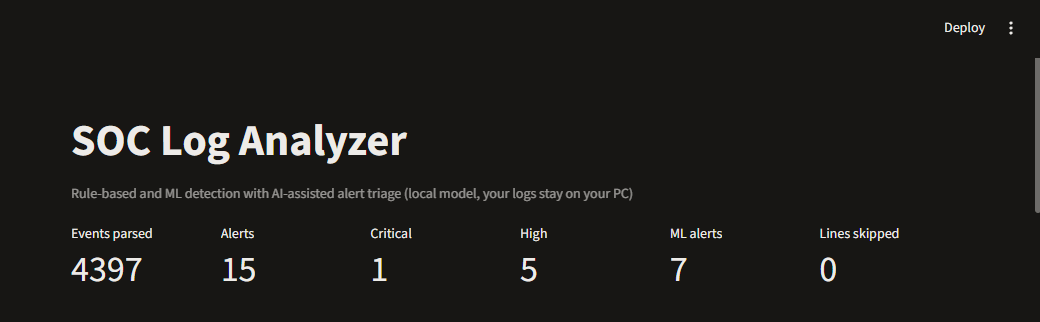 Deploy
SOC Log Analyzer
Rule-based and ML detection with AI-assisted alert triage (local model, your logs stay on your PC)
Events parsed Alerts Critical High ML alerts Lines skipped
4397 15 1 5 7 0